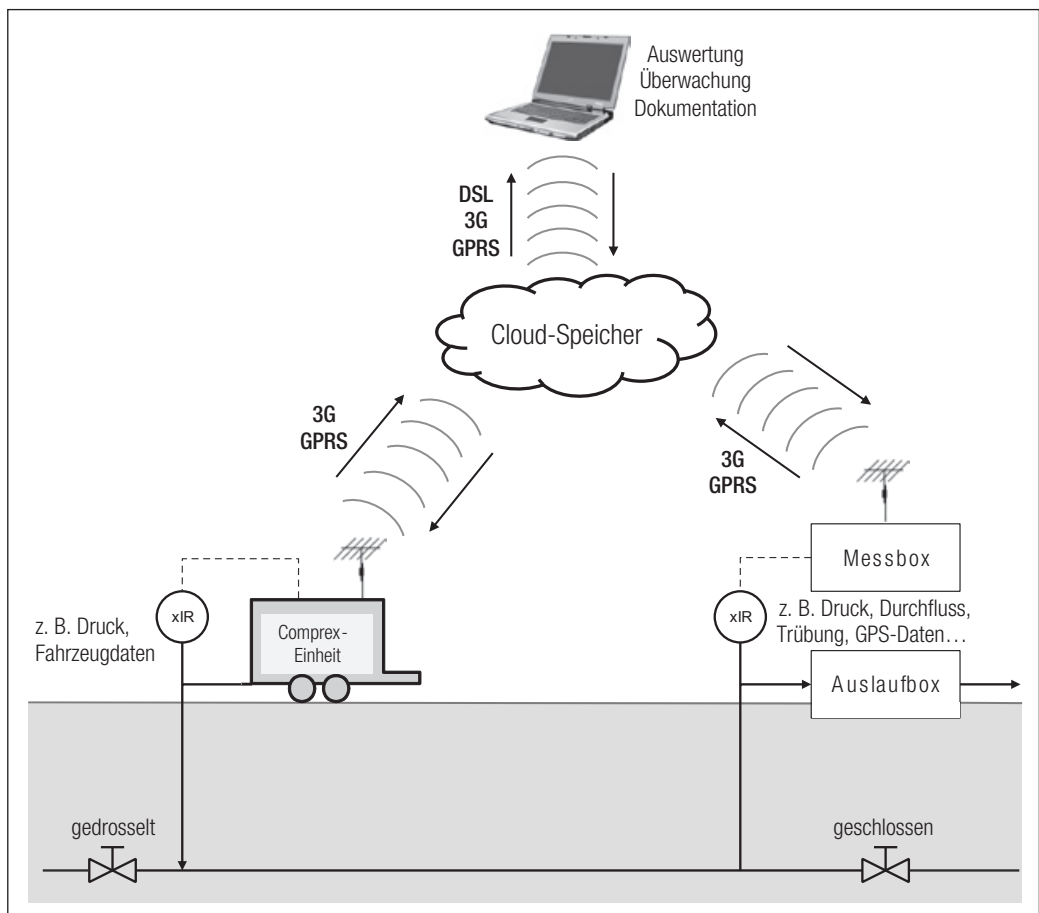 Auswertung
Überwachung
Dokumentation
DSL
3G
GPRS
Cloud-Speicher
3G
GPRS
3G
GPRS
Messbox
xIR
z. B. Druck,
Fahrzeugdaten
Comprex-
Einheit
xIR
z. B. Druck, Durchfluss,
Trübung, GPS-Daten…
Auslaufbox
gedrosselt
geschlossen